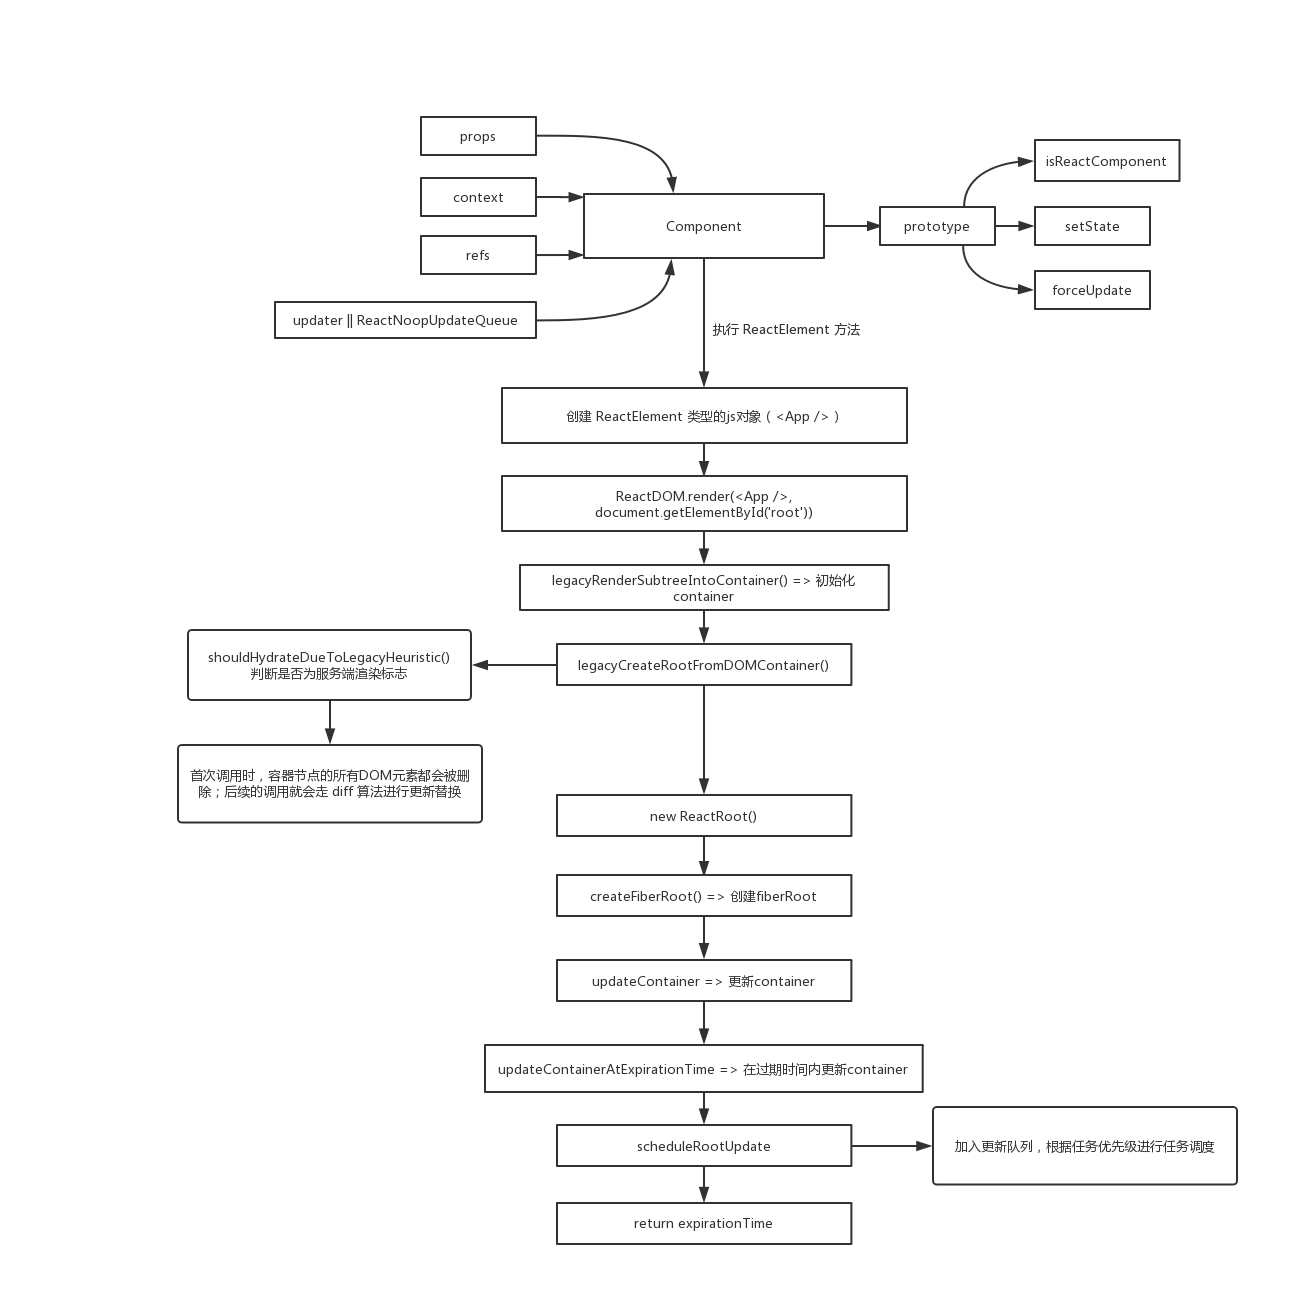 props
context
refs
updater || ReactNoopUpdateQueue
Component
prototype
isReactComponent
setState
forceUpdate
执行 ReactElement 方法
创建 ReactElement 类型的js对象（<App />）
ReactDOM.render(<App />,
document.getElementById('root'))
legacyRenderSubtreeIntoContainer() => 初始化
container
legacyCreateRootFromDOMContainer()
shouldHydrateDueToLegacyHeuristic()
判断是否为服务端渲染标志
首次调用时，容器节点的所有DOM元素都会被删
除；后续的调用就会走 diff 算法进行更新替换
new ReactRoot()
createFiberRoot() => 创建fiberRoot
updateContainer => 更新container
updateContainerAtExpirationTime => 在过期时间内更新container
scheduleRootUpdate
加入更新队列，根据任务优先级进行任务调度
return expirationTime